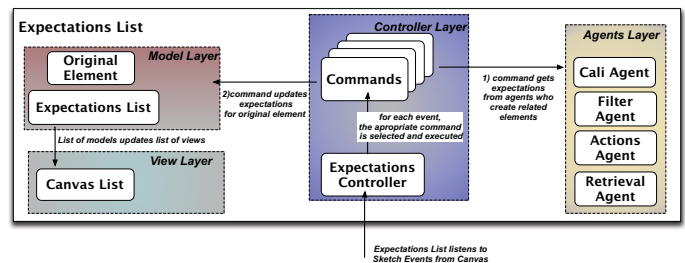 Expectations List
Model Layer
Original
Element
Expectations List
List of models updates list of views
View Layer
Canvas List
2)command updates
expectations
for original element
Controller Layer
Commands
for each event,
the apropriate command
is selected and executed
Expectations
Controller
1) command gets
expectations
from agents who
create related
elements
Agents Layer
Cali Agent
Filter
Agent
Actions
Agent
Retrieval
Agent
Expectations List listens to
Sketch Events from Canvas